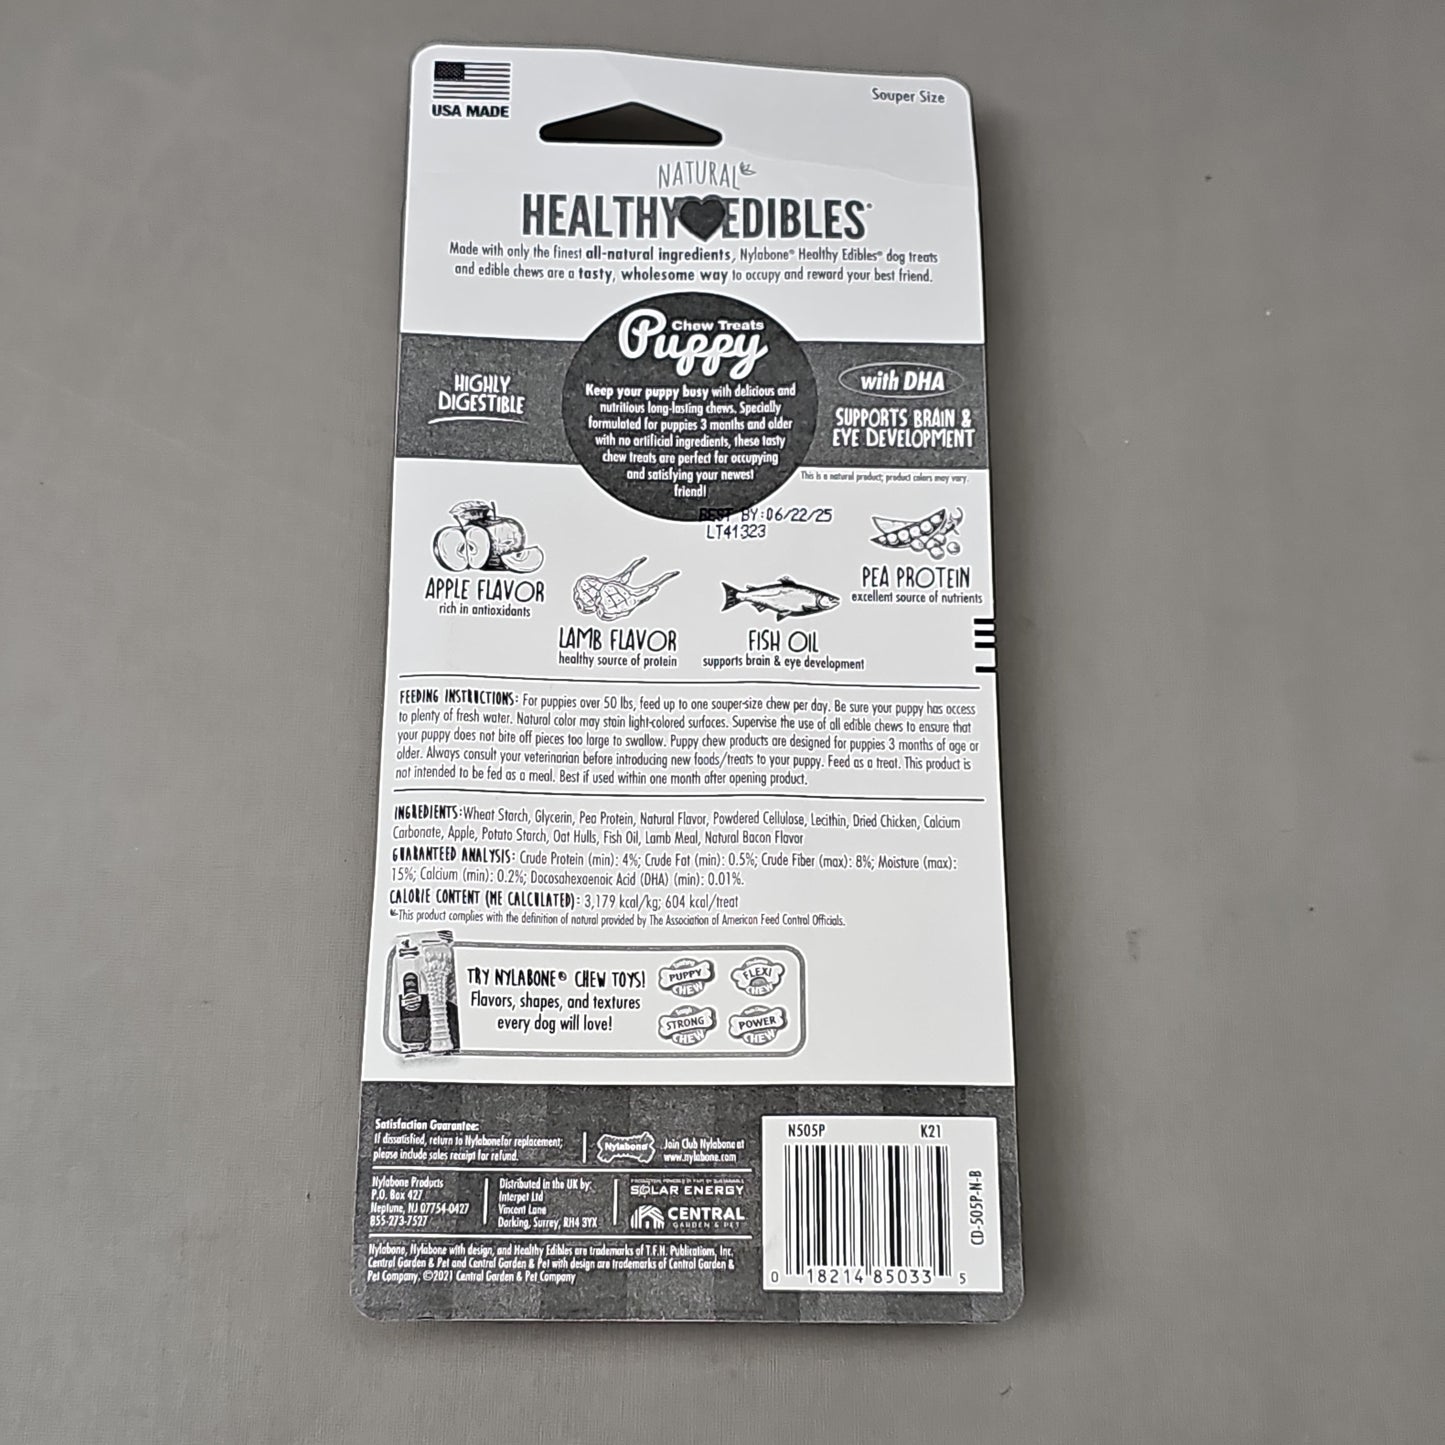 USA MADE
Souper Size
NATURAL
HEALTHY EDIBLES®
Made with only the finest all-natural ingredients, Nylabone® Healthy Edibles® dog treats
and edible chews are a tasty, wholesome way to occupy and reward your best friend.
Chew Treats
Puppy
Keep your puppy busy with delicious and
nutritious long-lasting chews. Specially
formulated for puppies 3 months and older
with no artificial ingredients, these tasty
chew treats are perfect for occupying
and satisfying your newest
friend!
HIGHLY
DIGESTIBLE
with DHA
SUPPORTS BRAIN &
EYE DEVELOPMENT
This is a natural product; product colors may vary.
BEST BY:06/22/25
LT41323
APPLE FLAVOR
rich in antioxidants
LAMB FLAVOR
healthy source of protein
FISH OIL
supports brain & eye development
PEA PROTEIN
excellent source of nutrients
FEEDING INSTRUCTIONS: For puppies over 50 lbs, feed up to one souper-size chew per day. Be sure your puppy has access
to plenty of fresh water. Natural color may stain light-colored surfaces. Supervise the use of all edible chews to ensure that
your puppy does not bite off pieces too large to swallow. Puppy chew products are designed for puppies 3 months of age or
older. Always consult your veterinarian before introducing new foods/treats to your puppy. Feed as a treat. This product is
not intended to be fed as a meal. Best if used within one month after opening product.
INGREDIENTS:Wheat Starch, Glycerin, Pea Protein, Natural Flavor, Powdered Cellulose, Lecithin, Dried Chicken, Calcium
Carbonate, Apple, Potato Starch, Oat Hulls, Fish Oil, Lamb Meal, Natural Bacon Flavor
GUARANTEED ANALYSIS: Crude Protein (min): 4%; Crude Fat (min): 0.5%; Crude Fiber (max): 8%; Moisture (max):
15%; Calcium (min): 0.2%; Docosahexaenoic Acid (DHA) (min): 0.01%.
CALORIE CONTENT (ME CALCULATED): 3,179 kcal/kg; 604 kcal/treat
This product complies with the definition of natural provided by The Association of American Feed Control Officials.
TRY NYLABONE® CHEW TOYS!
Flavors, shapes, and textures
every dog will love!
PUPPY
CHEW
FLEXI
CHEW
STRONG
CHEW
POWER
CHEW
Satisfaction Guarantee:
If dissatisfied, return to Nylabone for replacement;
please include sales receipt for refund.
Nylabone
Join Club Nylabone at
www.nylabone.com
Nylabone Products
P.O. Box 427
Neptune, NJ 07754-0427
855-273-7527
Distributed in the UK by:
Interpet Ltd
Vincent Lane
Dorking, Surrey, RH4 3YX
SOLAR ENERGY
CENTRAL
GARDEN & PET
Nylabone, Nylabone with design, and Healthy Edibles are trademarks of T.F.H. Publications, Inc.
Central Garden & Pet and Central Garden & Pet with design are trademarks of Central Garden &
Pet Company. ©2021 Central Garden & Pet Company
N505P K21
CD-505P-N-B
0 18214 85033 5